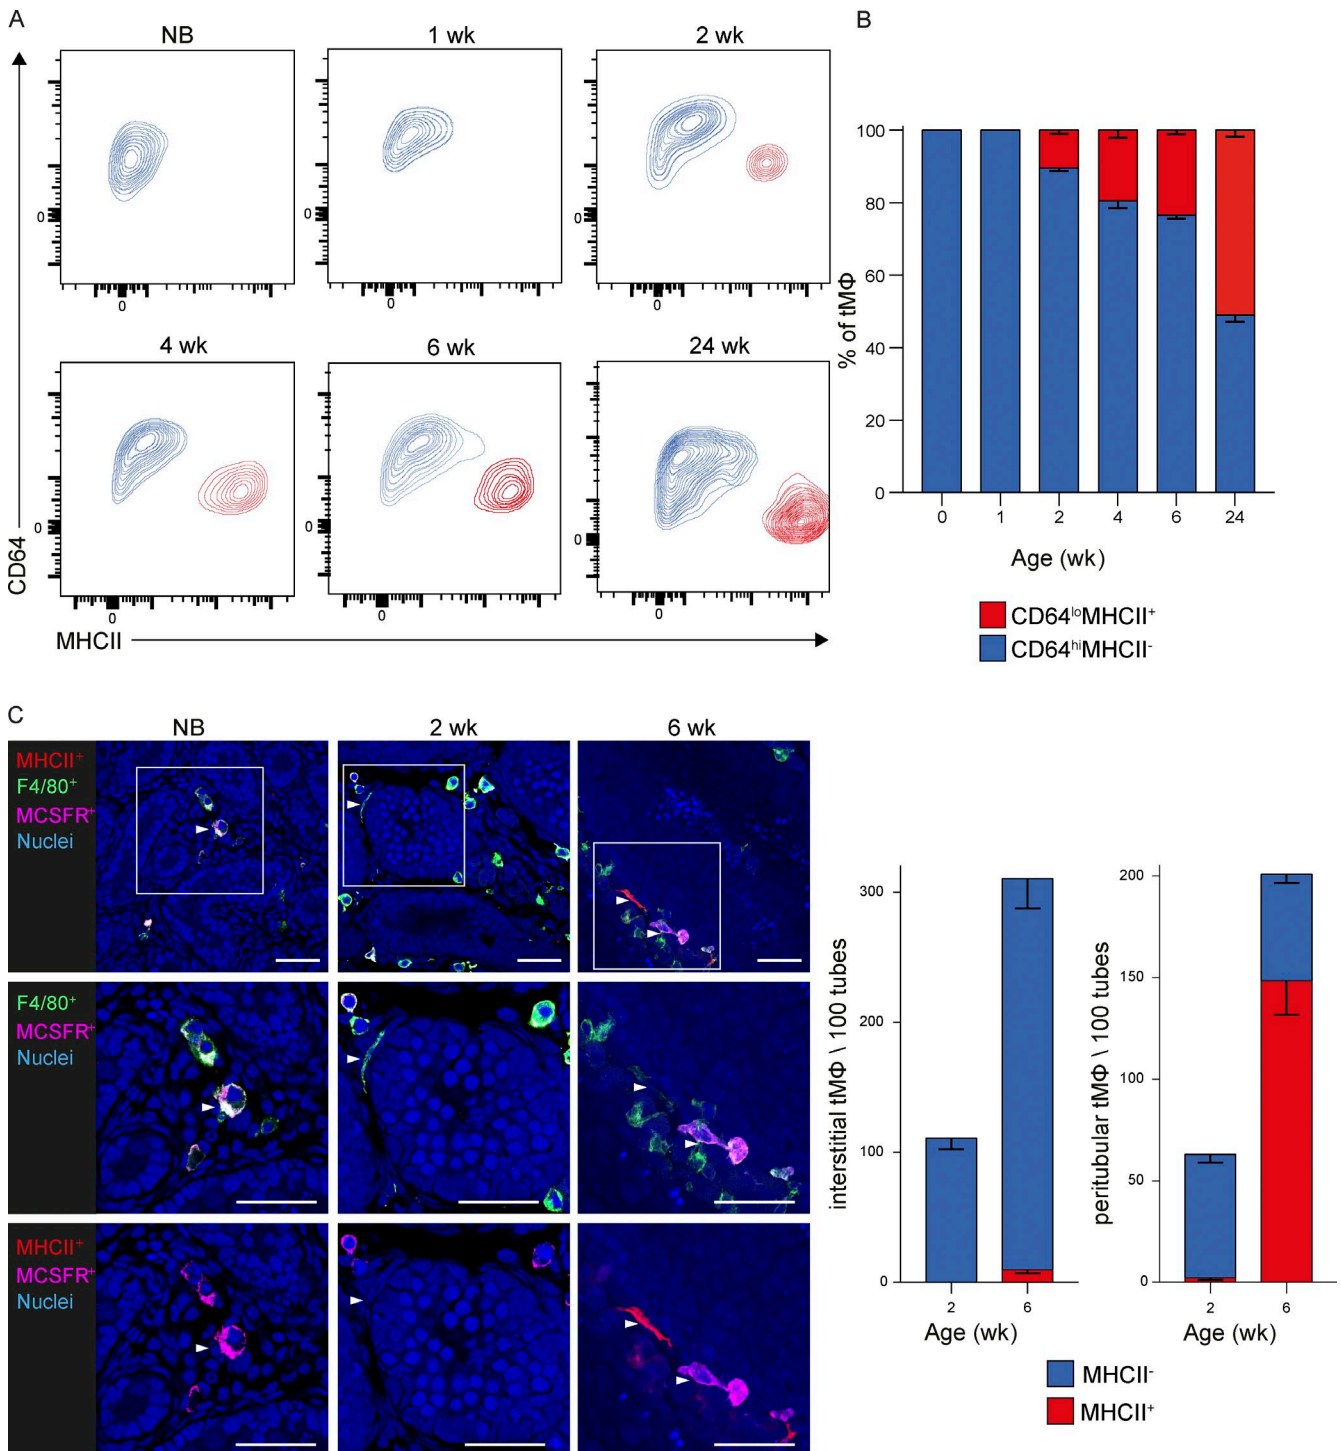 A
NB
1 wk
2 wk
0
0
0
0
0
0
4 wk
6 wk
24 wk
0
0
0
0
0
0
CD64
MHCII
B
% of tMΦ
100
80
60
40
20
0
0 1 2 4 6 24
Age (wk)
CD64loMHCII+
CD64hiMHCII-
C
NB
2 wk
6 wk
MHCII+
F4/80+
MCSFR+
Nuclei
F4/80+
MCSFR+
Nuclei
MHCII+
MCSFR+
Nuclei
interstitial tMΦ \ 100 tubes
300
200
100
0
2 6
Age (wk)
peritubular tMΦ \ 100 tubes
200
150
100
50
0
2 6
Age (wk)
MHCII-
MHCII+